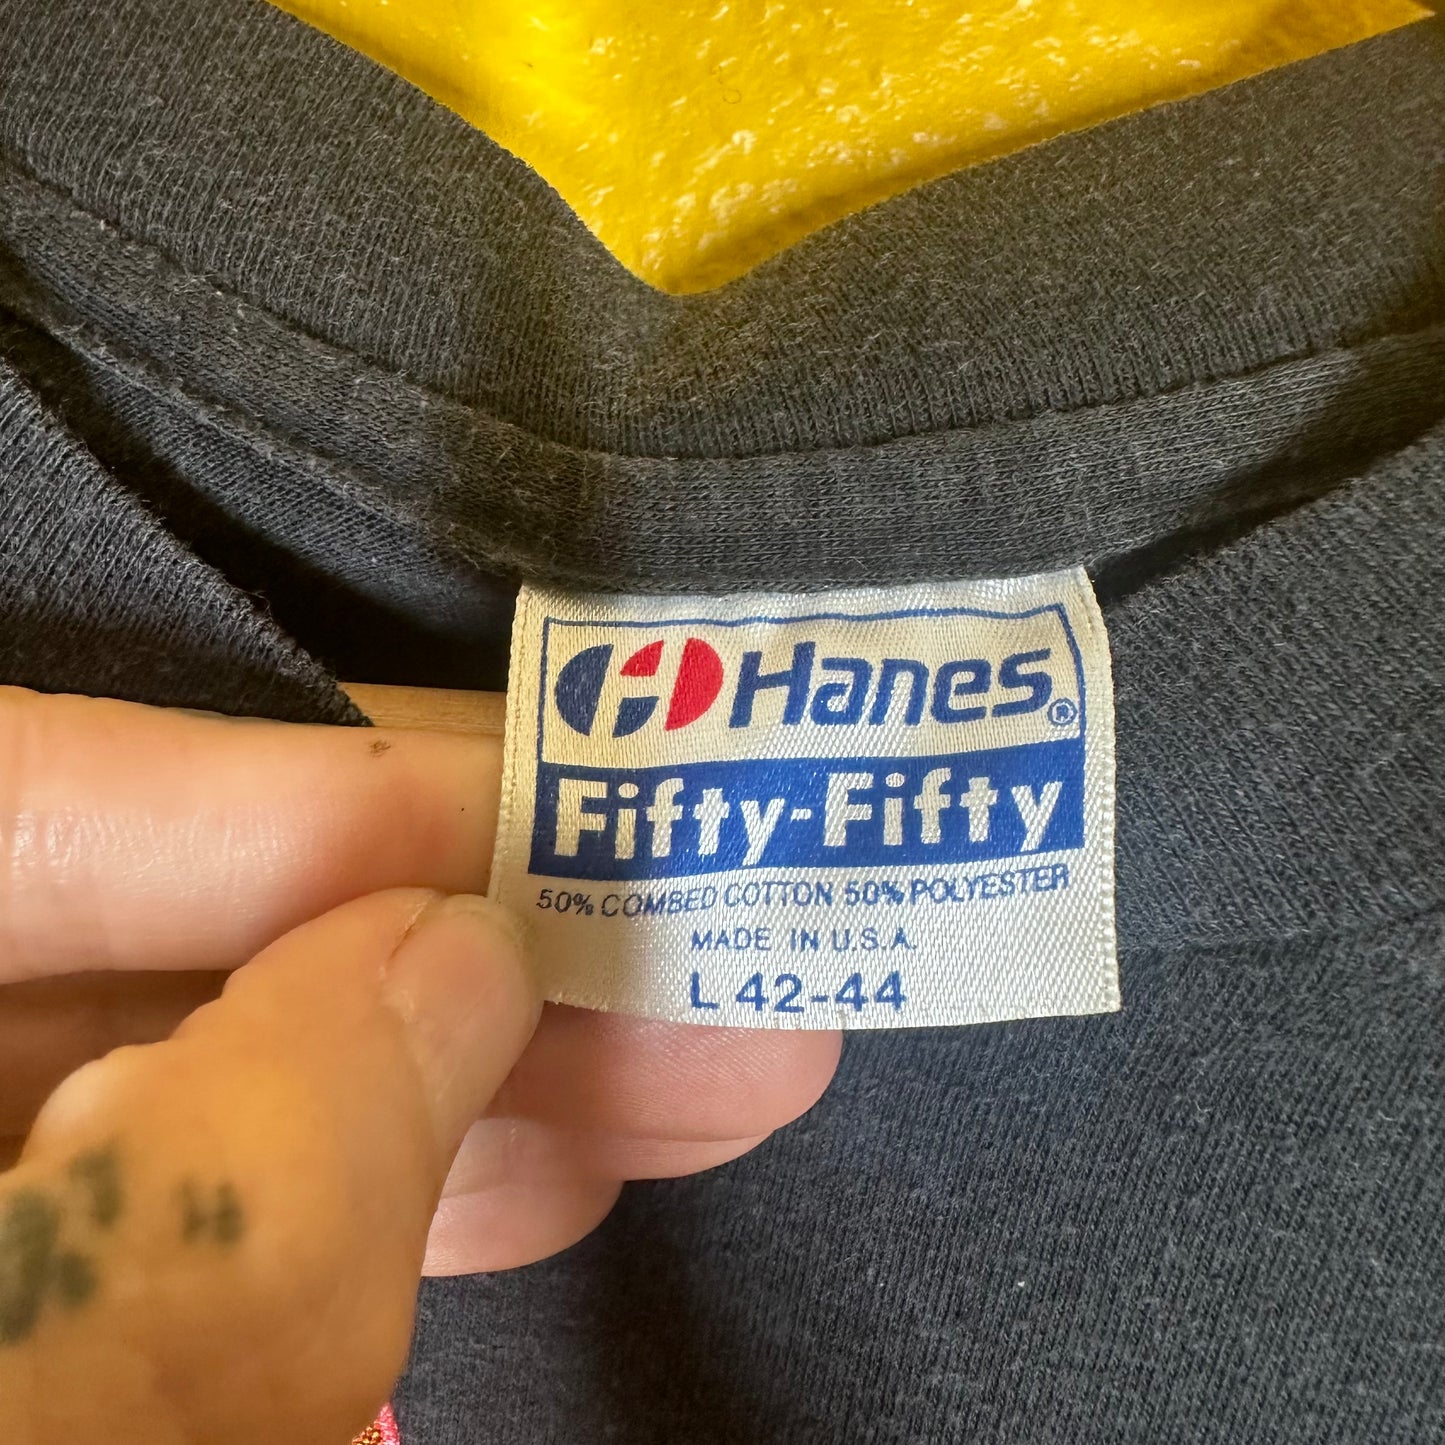 Hanes®
Fifty-Fifty
50% COMBED COTTON 50% POLYESTER
MADE IN U.S.A.
L 42-44